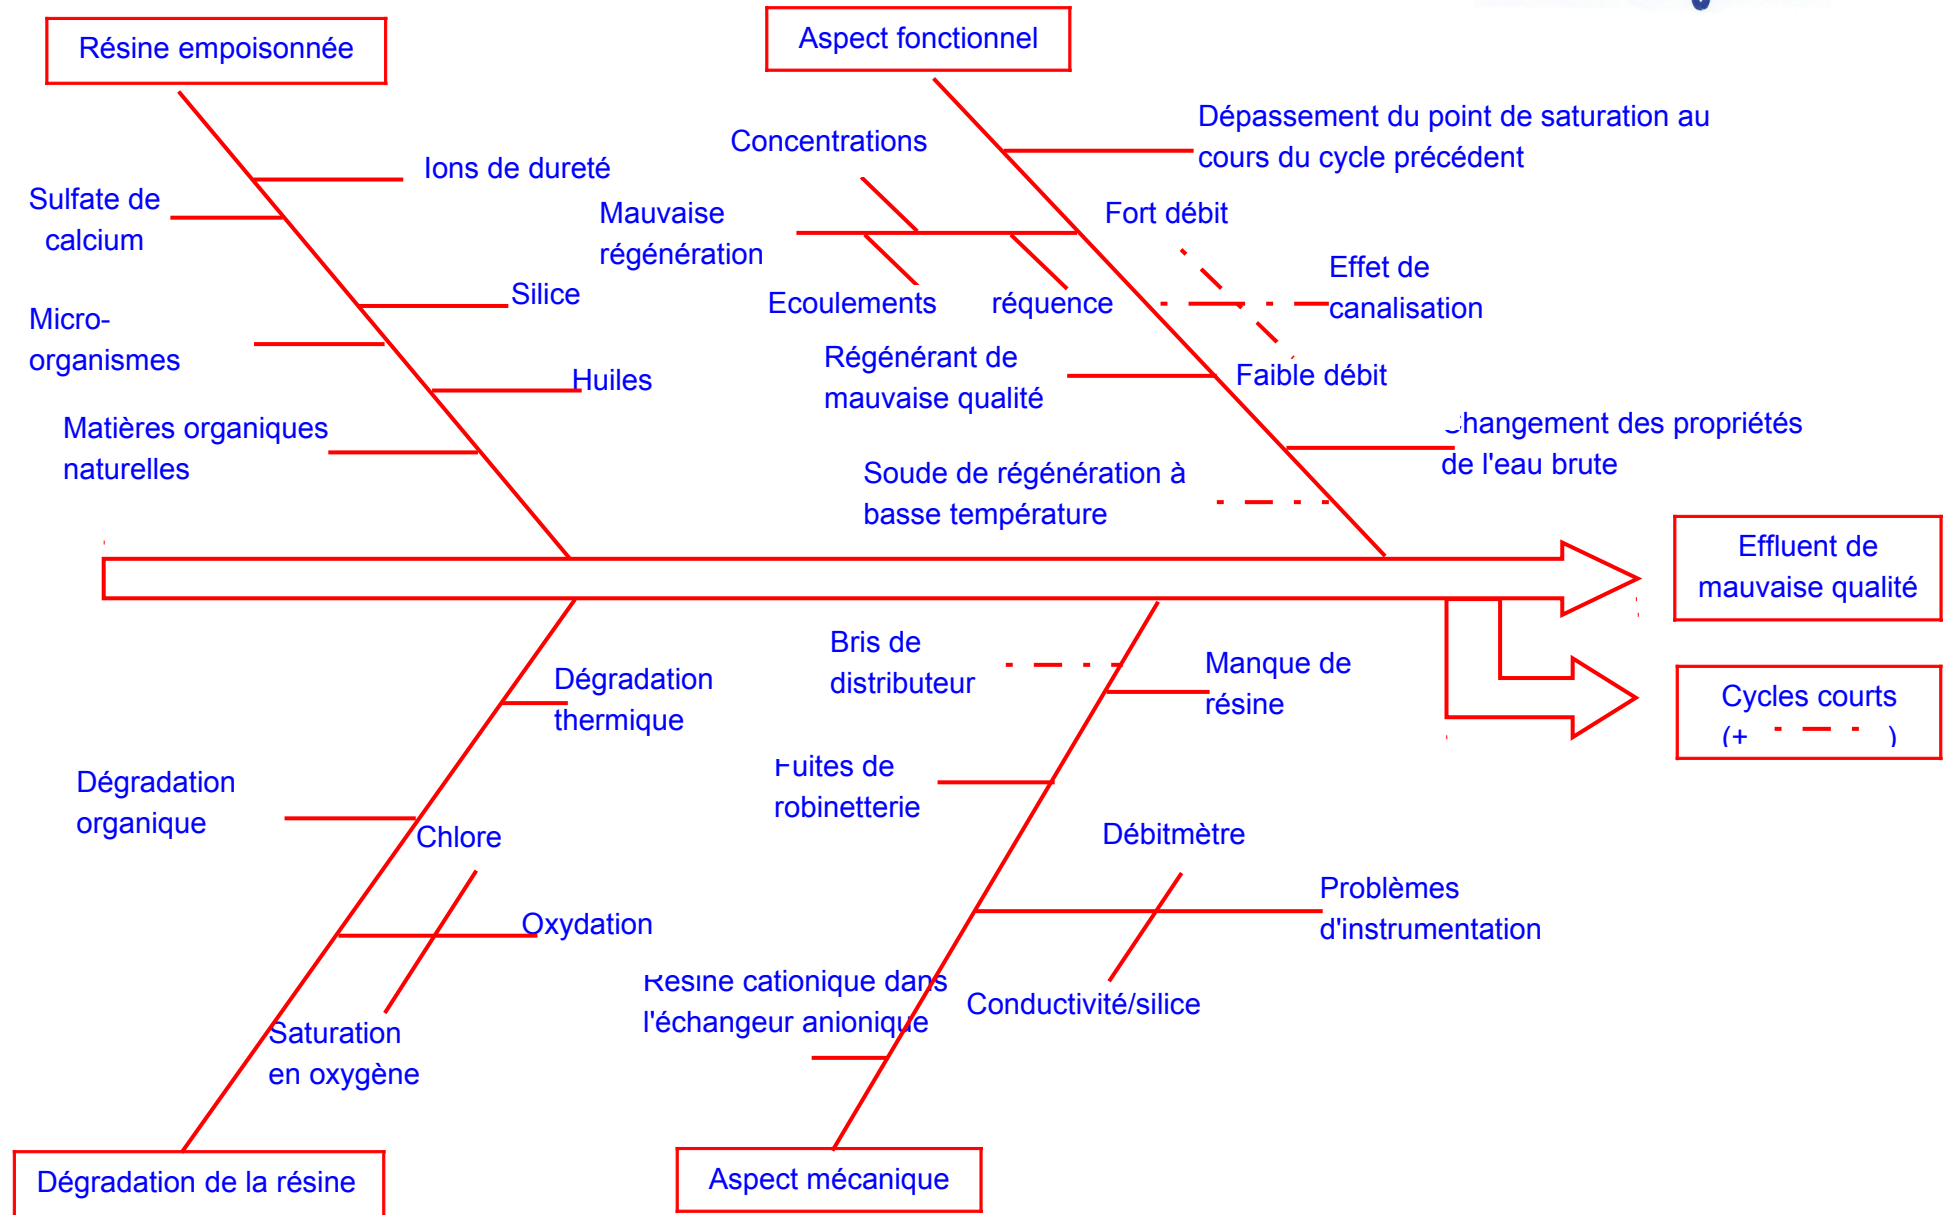 Résine empoisonnée
Aspect fonctionnel
Dépassement du point de saturation au
cours du cycle précédent
Concentrations
Ions de dureté
Sulfate de
calcium
Mauvaise
régénération
Fort débit
Effet de
canalisation
Silice
Ecoulements
réquence
Micro-
organismes
Régénérant de
mauvaise qualité
Huiles
Faible débit
Matières organiques
naturelles
Changement des propriétés
de l'eau brute
Soude de régénération à
basse température
Effluent de
mauvaise qualité
Bris de
distributeur
Manque de
résine
Dégradation
thermique
Cycles courts
(+ )
Fuites de
robinetterie
Dégradation
organique
Chlore
Débitmètre
Problèmes
d'instrumentation
Oxydation
Résine cationique dans
l'échangeur anionique
Conductivité/silice
Saturation
en oxygène
Dégradation de la résine
Aspect mécanique